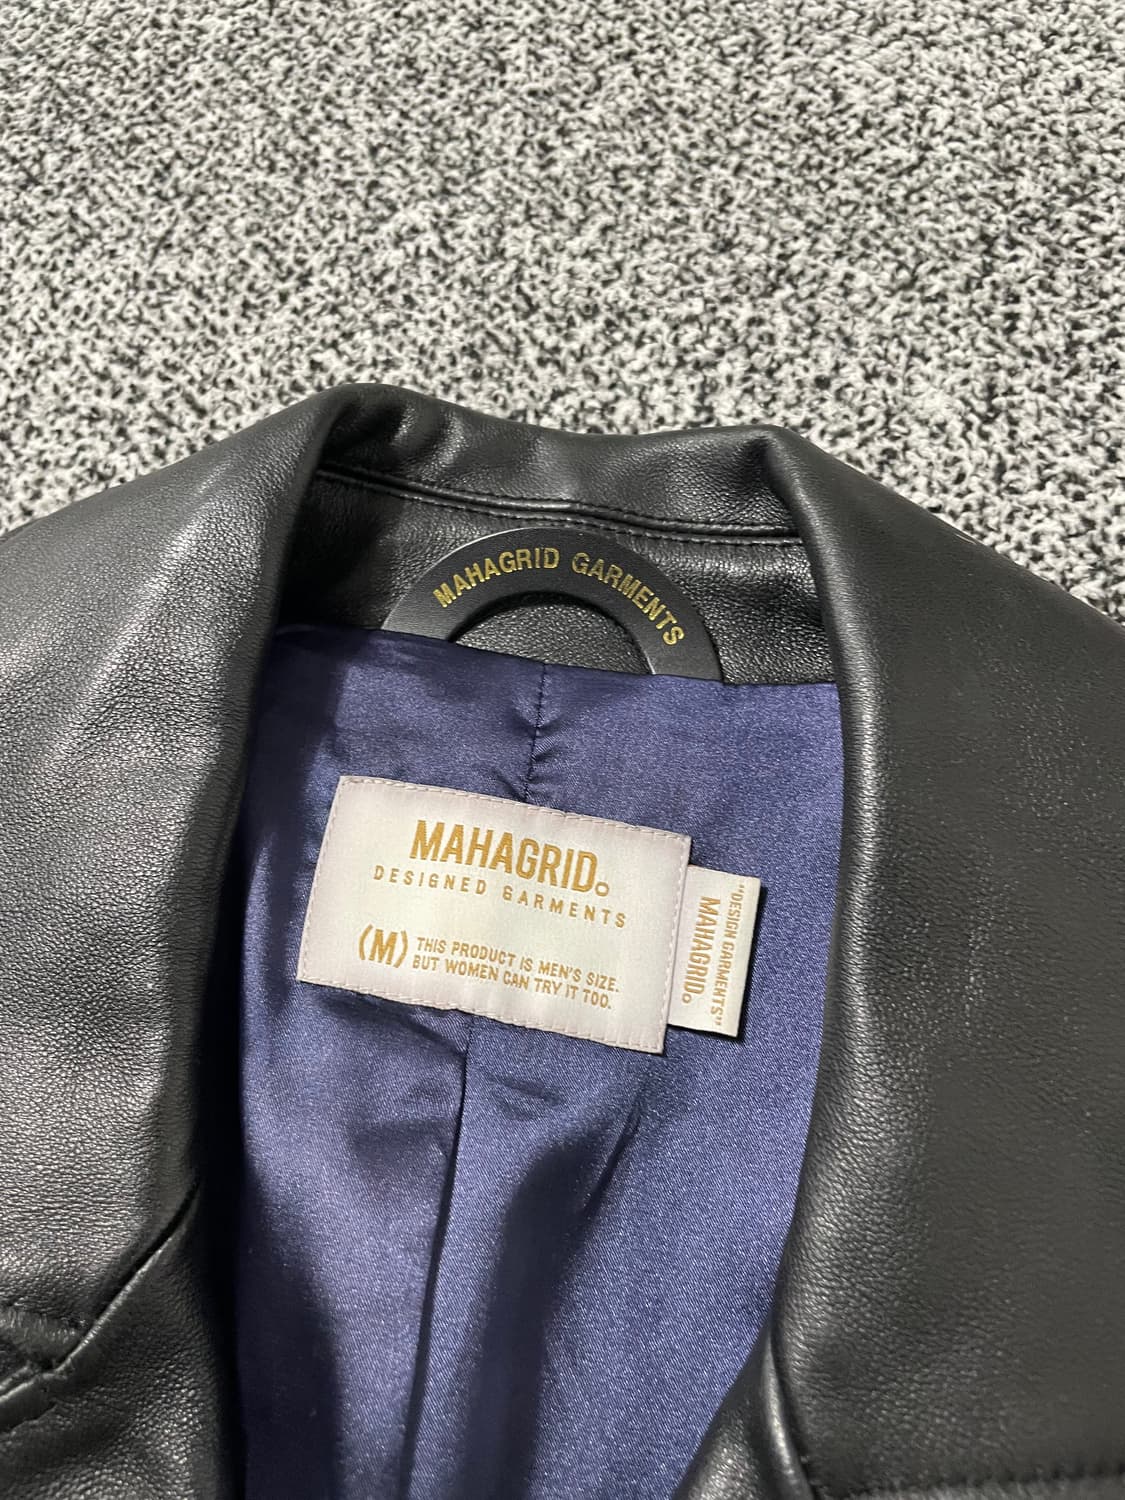 MAHAGRID GARMENTS
MAHAGRID.
DESIGNED GARMENTS
(M) THIS PRODUCT IS MEN'S SIZE.
BUT WOMEN CAN TRY IT TOO.
"DESIGN GARMENTS"
MAHAGRID.